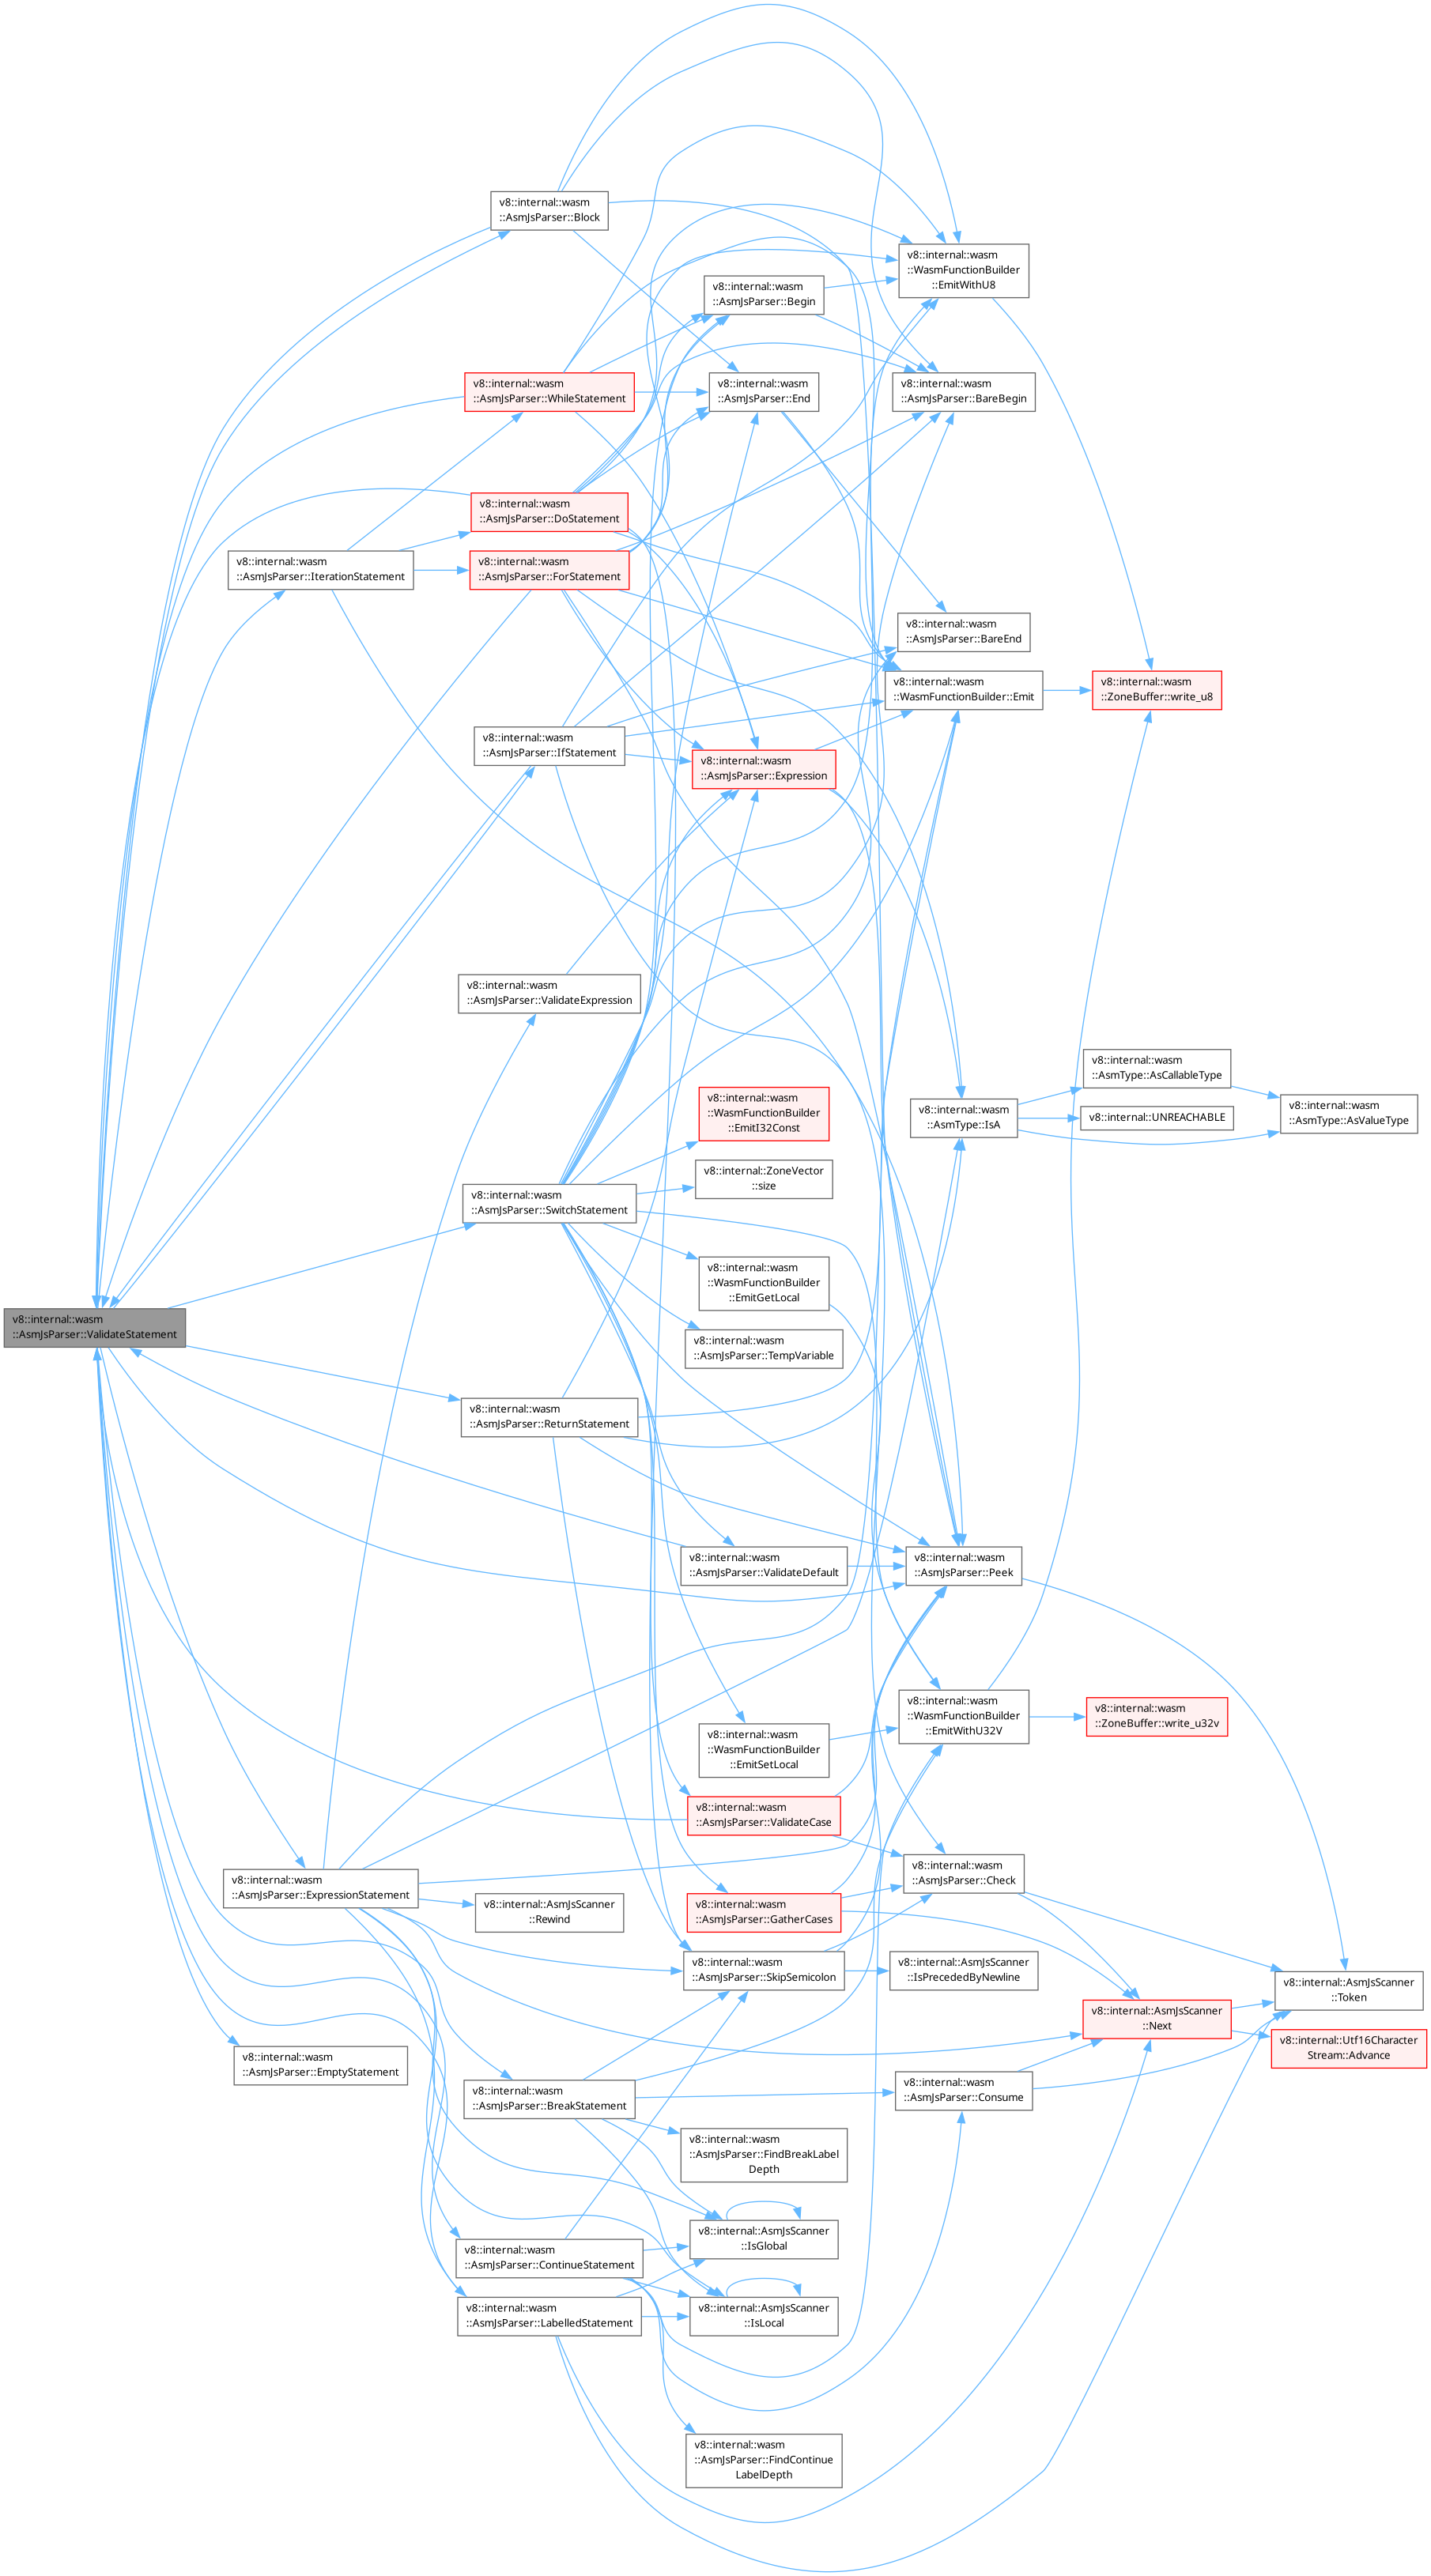 v8::internal::wasm
::AsmJsParser::Block
v8::internal::wasm
::WasmFunctionBuilder
::EmitWithU8
v8::internal::wasm
::AsmJsParser::Begin
v8::internal::wasm
::AsmJsParser::WhileStatement
v8::internal::wasm
::AsmJsParser::End
v8::internal::wasm
::AsmJsParser::BareBegin
v8::internal::wasm
::AsmJsParser::DoStatement
v8::internal::wasm
::AsmJsParser::IterationStatement
v8::internal::wasm
::AsmJsParser::ForStatement
v8::internal::wasm
::AsmJsParser::BareEnd
v8::internal::wasm
::WasmFunctionBuilder::Emit
v8::internal::wasm
::ZoneBuffer::write_u8
v8::internal::wasm
::AsmJsParser::IfStatement
v8::internal::wasm
::AsmJsParser::Expression
v8::internal::wasm
::AsmJsParser::ValidateExpression
v8::internal::wasm
::AsmType::AsCallableType
v8::internal::wasm
::WasmFunctionBuilder
::EmitI32Const
v8::internal::wasm
::AsmType::IsA
v8::internal::UNREACHABLE
v8::internal::wasm
::AsmType::AsValueType
v8::internal::ZoneVector
::size
v8::internal::wasm
::AsmJsParser::SwitchStatement
v8::internal::wasm
::WasmFunctionBuilder
::EmitGetLocal
v8::internal::wasm
::AsmJsParser::ValidateStatement
v8::internal::wasm
::AsmJsParser::TempVariable
v8::internal::wasm
::AsmJsParser::ReturnStatement
v8::internal::wasm
::AsmJsParser::ValidateDefault
v8::internal::wasm
::AsmJsParser::Peek
v8::internal::wasm
::WasmFunctionBuilder
::EmitWithU32V
v8::internal::wasm
::ZoneBuffer::write_u32v
v8::internal::wasm
::WasmFunctionBuilder
::EmitSetLocal
v8::internal::wasm
::AsmJsParser::ValidateCase
v8::internal::wasm
::AsmJsParser::Check
v8::internal::wasm
::AsmJsParser::ExpressionStatement
v8::internal::AsmJsScanner
::Rewind
v8::internal::wasm
::AsmJsParser::GatherCases
v8::internal::wasm
::AsmJsParser::SkipSemicolon
v8::internal::AsmJsScanner
::IsPrecededByNewline
v8::internal::AsmJsScanner
::Token
v8::internal::AsmJsScanner
::Next
v8::internal::Utf16Character
Stream::Advance
v8::internal::wasm
::AsmJsParser::EmptyStatement
v8::internal::wasm
::AsmJsParser::BreakStatement
v8::internal::wasm
::AsmJsParser::Consume
v8::internal::wasm
::AsmJsParser::FindBreakLabel
Depth
v8::internal::AsmJsScanner
::IsGlobal
v8::internal::wasm
::AsmJsParser::ContinueStatement
v8::internal::AsmJsScanner
::IsLocal
v8::internal::wasm
::AsmJsParser::LabelledStatement
v8::internal::wasm
::AsmJsParser::FindContinue
LabelDepth